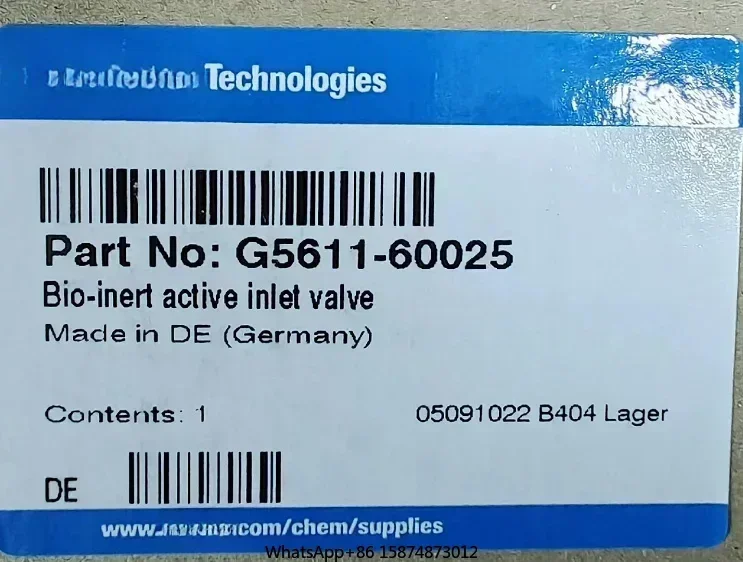 Technologies
Part No: G5611-60025
Bio-inert active inlet valve
Made in DE (Germany)
Contents: 1
05091022 B404 Lager
DE
www. .com/chem/supplies
WhatsApp+86 15874873012